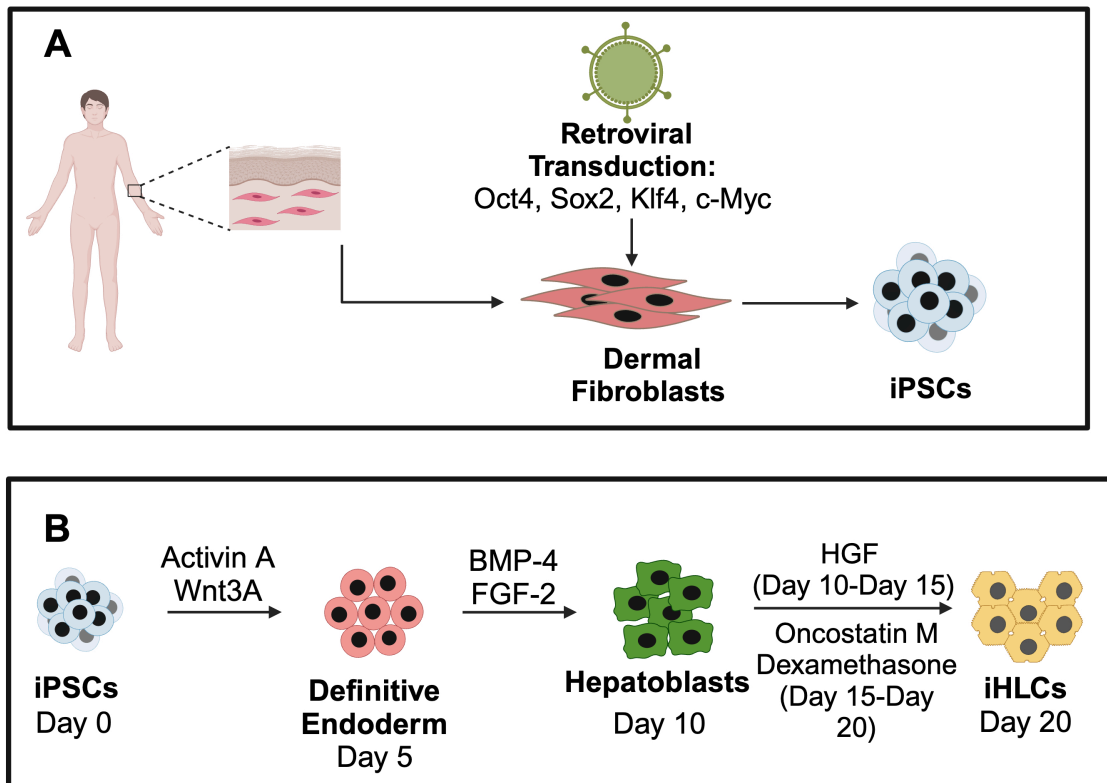 A
Retroviral
Transduction:
Oct4, Sox2, Klf4, c-Myc
Dermal
Fibroblasts
iPSCs
B
Activin A
Wnt3A
BMP-4
FGF-2
HGF
(Day 10-Day 15)
Oncostatin M
Dexamethasone
(Day 15-Day
20)
iPSCs
Day 0
Definitive
Endoderm
Day 5
Hepatoblasts
Day 10
iHLCs
Day 20